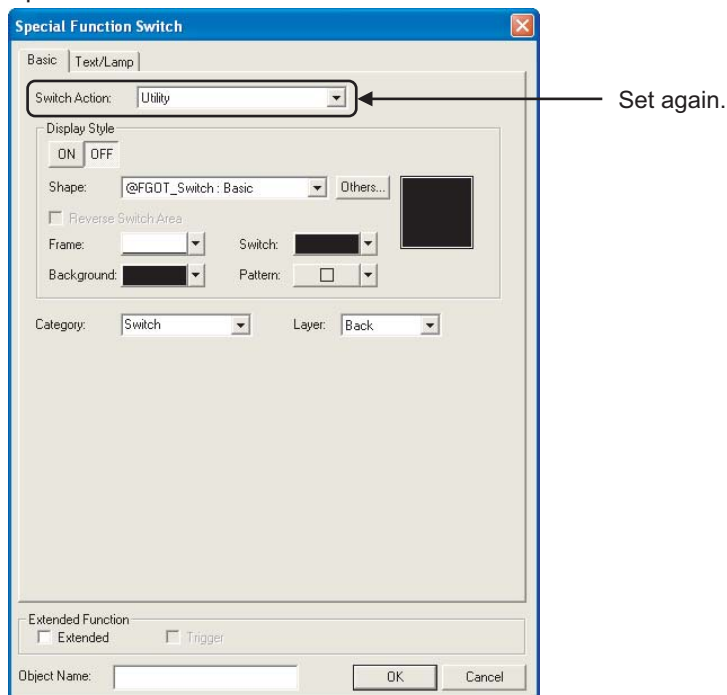 Special Function Switch
Basic Text/Lamp
Switch Action: Utility
Set again.
Display Style
ON OFF
Shape: @FGOT_Switch : Basic Others...
Reverse Switch Area
Frame: Switch:
Background: Pattern:
Category: Switch Layer: Back
Extended Function
Extended Trigger
Object Name: OK Cancel